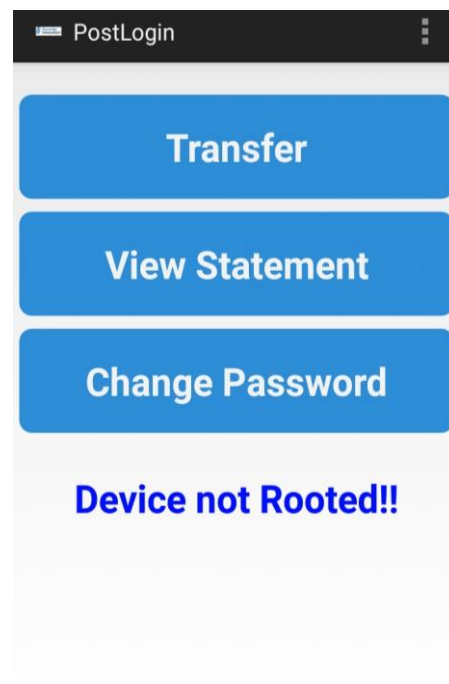 PostLogin
Transfer
View Statement
Change Password
Device not Rooted!!